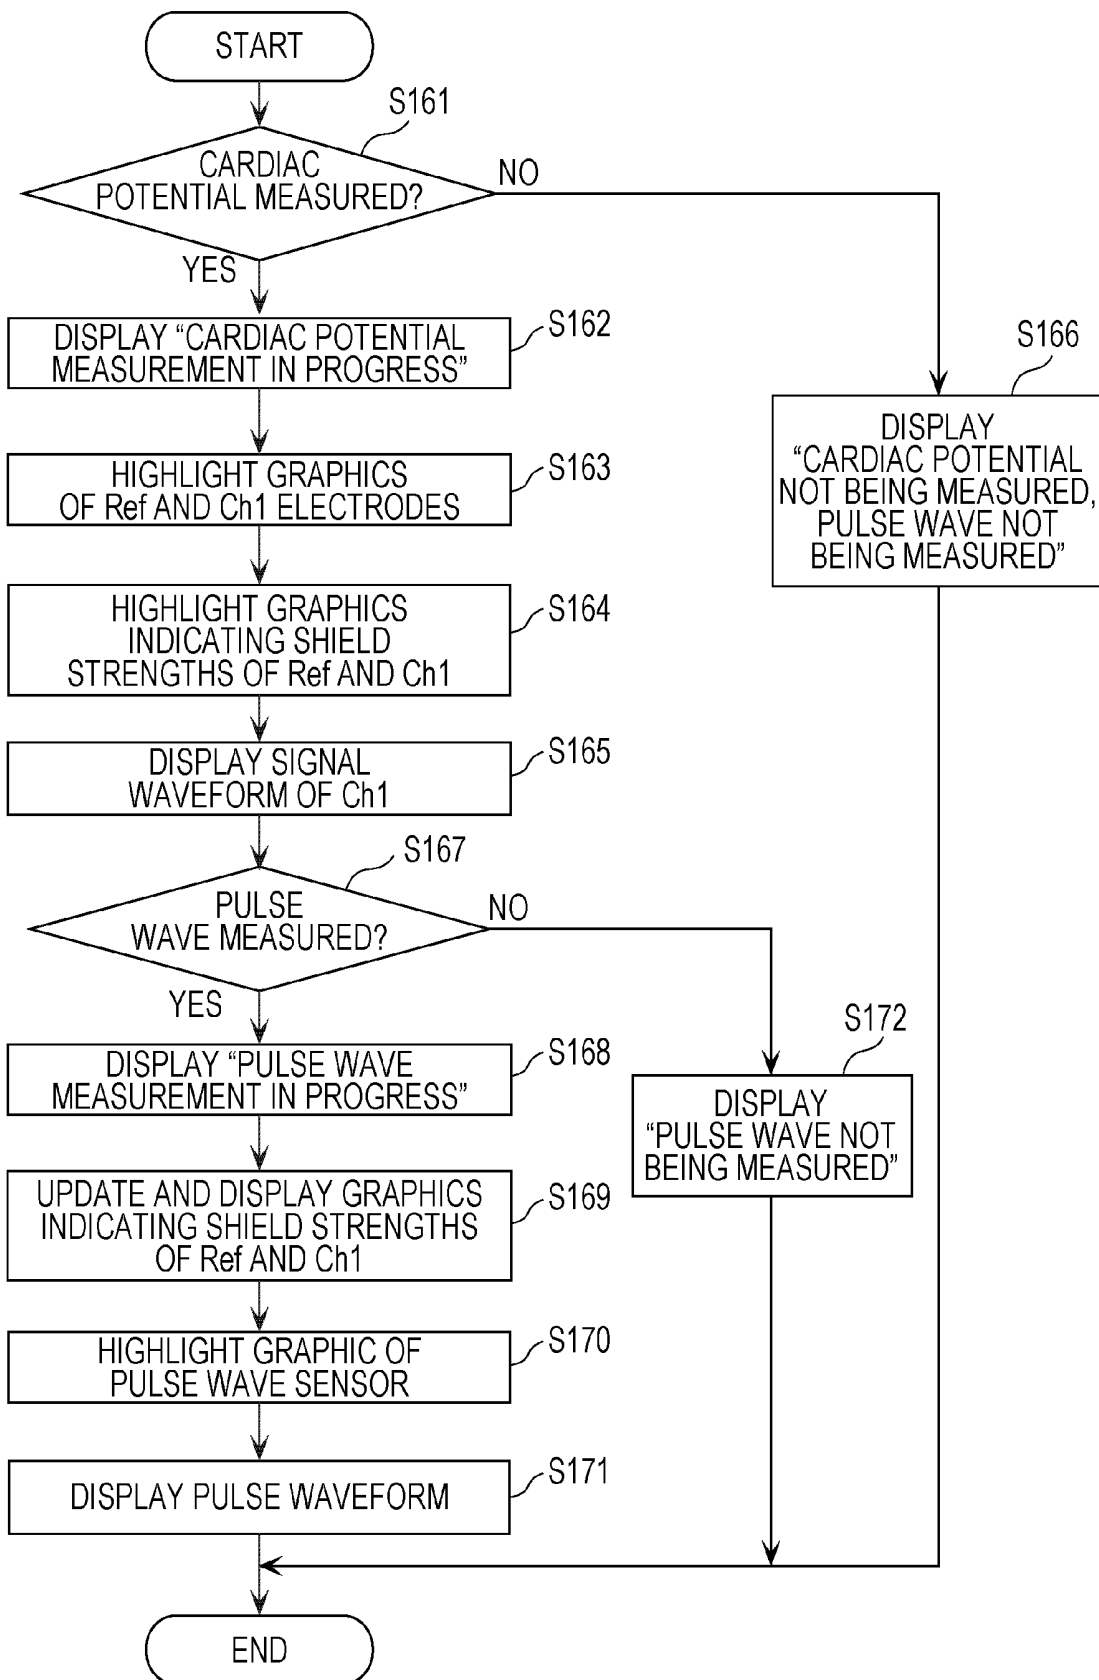 START
S161
CARDIAC
POTENTIAL MEASURED?
NO
YES
DISPLAY “CARDIAC POTENTIAL
MEASUREMENT IN PROGRESS”
S162
S166
DISPLAY
“CARDIAC POTENTIAL
NOT BEING MEASURED,
PULSE WAVE NOT
BEING MEASURED”
HIGHLIGHT GRAPHICS
OF Ref AND Ch1 ELECTRODES
S163
HIGHLIGHT GRAPHICS
INDICATING SHIELD
STRENGTHS OF Ref AND Ch1
S164
DISPLAY SIGNAL
WAVEFORM OF Ch1
S165
S167
PULSE
WAVE MEASURED?
NO
YES
DISPLAY “PULSE WAVE
MEASUREMENT IN PROGRESS”
S168
S172
DISPLAY
“PULSE WAVE NOT
BEING MEASURED”
UPDATE AND DISPLAY GRAPHICS
INDICATING SHIELD STRENGTHS
OF Ref AND Ch1
S169
HIGHLIGHT GRAPHIC OF
PULSE WAVE SENSOR
S170
DISPLAY PULSE WAVEFORM
S171
END